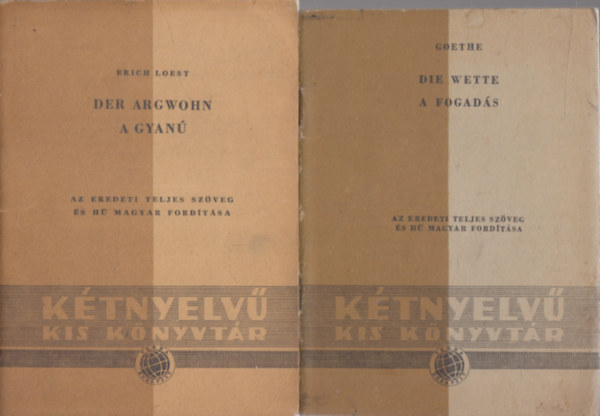 ERICH LOEST
DER ARGWOHN
A GYANÚ
AZ EREDETI TELJES SZÖVEG
ÉS HŰ MAGYAR FORDÍTÁSA
KÉTNYELVŰ
KIS KÖNYVTÁR
GOETHE
DIE WETTE
A FOGADÁS
AZ EREDETI TELJES SZÖVEG
ÉS HŰ MAGYAR FORDÍTÁSA
KÉTNYELVŰ
KIS KÖNYVTÁR